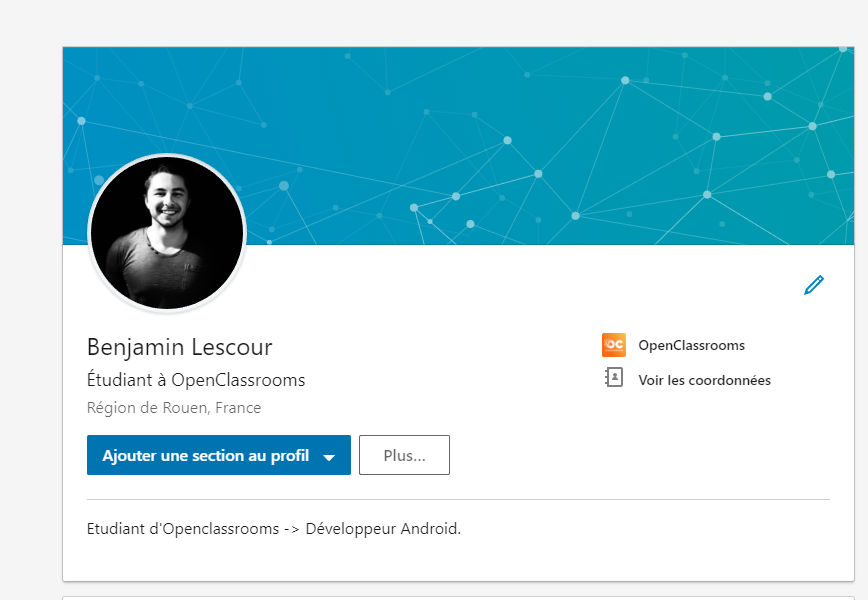 Benjamin Lescour
Étudiant à OpenClassrooms
Région de Rouen, France
OC
OpenClassrooms
Voir les coordonnées
Ajouter une section au profil
Plus...
Etudiant d'Openclassrooms -> Développeur Android.